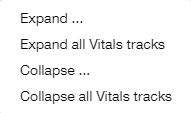 Expand ...
Expand all Vitals tracks
Collapse ...
Collapse all Vitals tracks